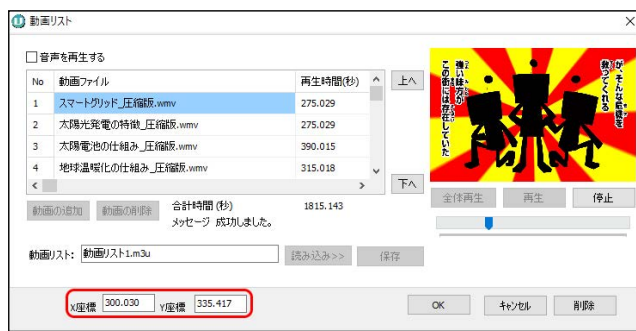 動画リスト
音声を再生する
No 動画ファイル 再生時間(秒)
1 スマートグリッド_圧縮版.wmv 275.029
2 太陽光発電の特徴_圧縮版.wmv 275.029
3 太陽電池の仕組み_圧縮版.wmv 390.015
4 地球温暖化の仕組み_圧縮版.wmv 315.018
上へ
下へ
動画の追加 動画の削除 合計時間(秒) 1815.143
メッセージ 成功しました。
動画リスト: 動画リスト1.m3u 読み込み>> 保存
が、そんな危機を
救ってくれる
強い味方が
この街には存在していた
全体再生 再生 停止
X座標 300.030 Y座標 335.417
OK キャンセル 削除